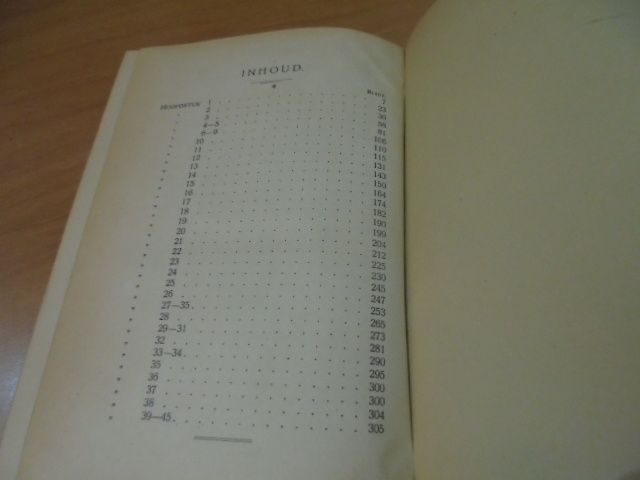 INHOUD.
HOOFDSTUK 1 . . . . . . . . . . . . 7
" 2 . . . . . . . . . . . . 23
" 3 . . . . . . . . . . . . 39
" 4—5 . . . . . . . . . . . . 58
" 6—9 . . . . . . . . . . . . 81
" 10 . . . . . . . . . . . . 106
" 11 . . . . . . . . . . . . 110
" 12 . . . . . . . . . . . . 115
" 13 . . . . . . . . . . . . 131
" 14 . . . . . . . . . . . . 143
" 15 . . . . . . . . . . . . 150
" 16 . . . . . . . . . . . . 164
" 17 . . . . . . . . . . . . 174
" 18 . . . . . . . . . . . . 182
" 19 . . . . . . . . . . . . 190
" 20 . . . . . . . . . . . . 199
" 21 . . . . . . . . . . . . 204
" 22 . . . . . . . . . . . . 212
" 23 . . . . . . . . . . . . 225
" 24 . . . . . . . . . . . . 230
" 25 . . . . . . . . . . . . 245
" 26 . . . . . . . . . . . . 247
" 27—35 . . . . . . . . . . . . 253
" 28 . . . . . . . . . . . . 265
" 29—31 . . . . . . . . . . . . 273
" 32 . . . . . . . . . . . . 281
" 33—34 . . . . . . . . . . . . 290
" 35 . . . . . . . . . . . . 295
" 36 . . . . . . . . . . . . 300
" 37 . . . . . . . . . . . . 300
" 38 . . . . . . . . . . . . 304
" 39—45 . . . . . . . . . . . . 305